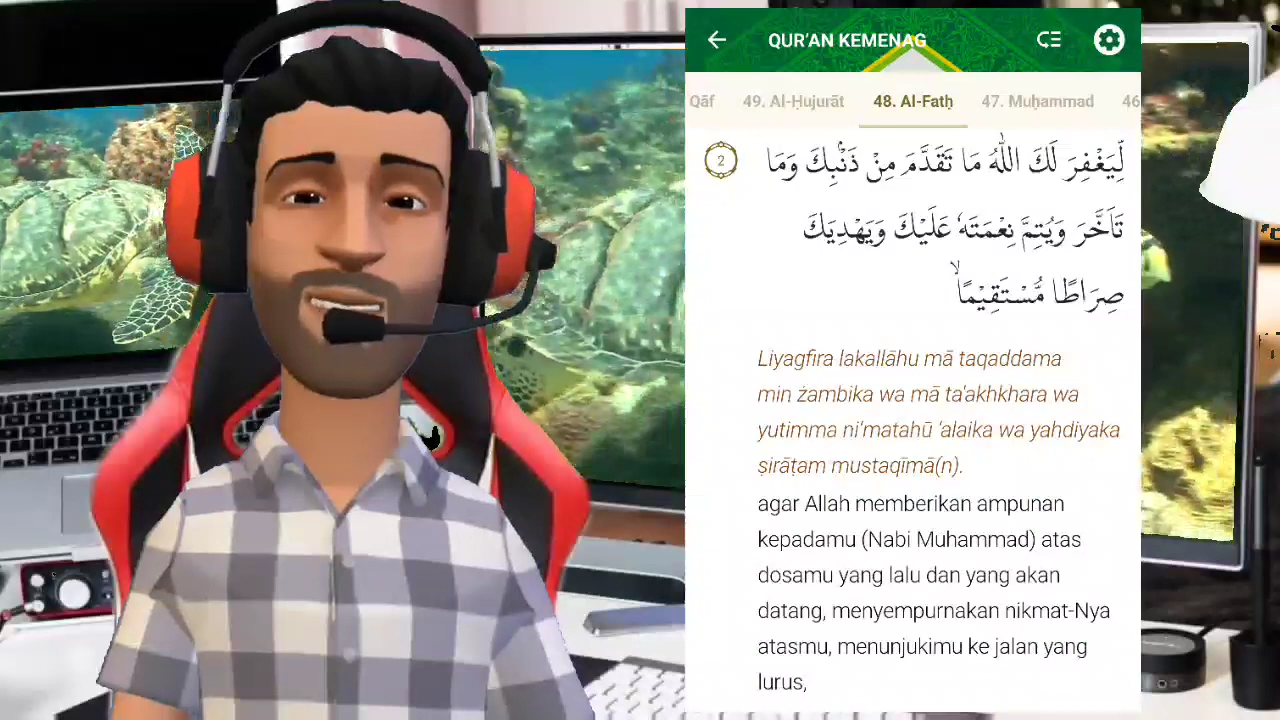 QUR'AN KEMENAG
Qāf 49. Al-Ḥujurāt 48. Al-Fatḥ 47. Muḥammad 46
2
لِّيَغْفِرَ لَكَ اللّٰهُ مَا تَقَدَّمَ مِنْ ذَنْۢبِكَ وَمَا
تَاَخَّرَ وَيُتِمَّ نِعْمَتَهٗ عَلَيْكَ وَيَهْدِيَكَ
صِرَاطًا مُّسْتَقِيْمًاۙ
Liyagfira lakallāhu mā taqaddama
min żambika wa mā ta'akhkhara wa
yutimma ni'matahū 'alaika wa yahdiyaka
ṣirāṭam mustaqīmā(n).
agar Allah memberikan ampunan
kepadamu (Nabi Muhammad) atas
dosamu yang lalu dan yang akan
datang, menyempurnakan nikmat-Nya
atasmu, menunjukimu ke jalan yang
lurus,